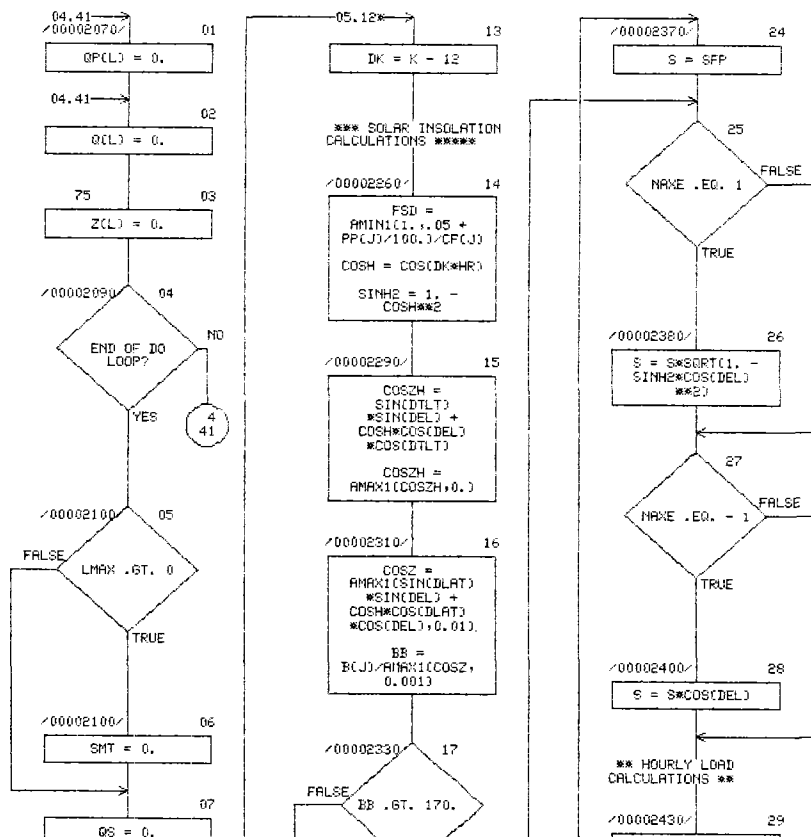 04.41
/00002070/ 01
QP(L) = 0.
04.41
02
Q(L) = 0.
75 03
Z(L) = 0.
/00002090/ 04
END OF DO
LOOP?
NO
YES
4
41
/00002100/ 05
FALSE
LMAX .GT. 0
TRUE
/00002100/ 06
SMT = 0.
07
QS = 0.
05.12*
13
DK = K - 12
*** SOLAR INSOLATION
CALCULATIONS *****
/00002260/ 14
FSD =
AMIN1(1.,.05 +
PP(J)/100.)/CF(J)
COSH = COS(DK*HR)
SINH2 = 1. -
COSH**2
/00002290/ 15
COSZH =
SIN(DTLT)
*SIN(DEL) +
COSH*COS(DEL)
*COS(DTLT)
COSZH =
AMAX1(COSZH,0.)
/00002310/ 16
COSZ =
AMAX1(SIN(DLAT)
*SIN(DEL) +
COSH*COS(DLAT)
*COS(DEL),0.01)
BB =
B(J)/AMAX1(COSZ,
0.001)
/00002330/ 17
FALSE
BB .GT. 170.
/00002370/ 24
S = SFP
25
FALSE
NAXE .EQ. 1
TRUE
/00002380/ 26
S = S*SQRT(1. -
SINH2*COS(DEL)
**2)
27
FALSE
NAXE .EQ. - 1
TRUE
/00002400/ 28
S = S*COS(DEL)
** HOURLY LOAD
CALCULATIONS **
/00002430/ 29